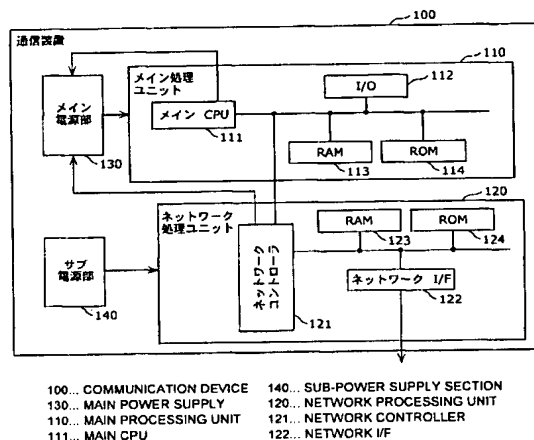 100
通信装置
110
メイン処理
ユニット
I/O
112
メイン
電源部
メイン CPU
111
130
RAM
113
ROM
114
120
ネットワーク
処理ユニット
RAM
123
ROM
124
サブ
電源部
140
ネットワーク
コントローラ
121
ネットワーク I/F
122
100... COMMUNICATION DEVICE
130... MAIN POWER SUPPLY
110... MAIN PROCESSING UNIT
111... MAIN CPU
140... SUB-POWER SUPPLY SECTION
120... NETWORK PROCESSING UNIT
121... NETWORK CONTROLLER
122... NETWORK I/F